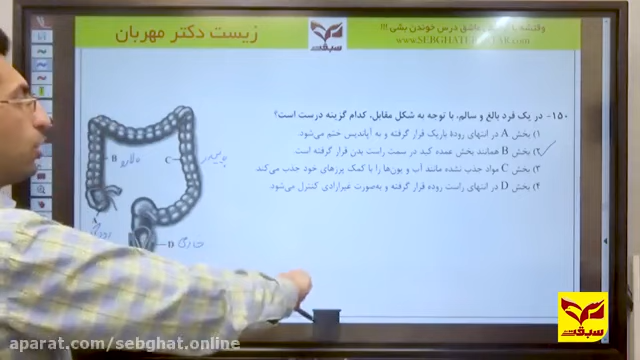 زیست دکتر مهربان
سبقت
وقتشه عاشق درس خوندن بشی !!!
www.SEBGHAT
۱۵۰- در یک فرد بالغ و سالم، با توجه به شکل مقابل، کدام گزینه درست است؟
۱) بخش A در انتهای رودهٔ باریک قرار گرفته و به آپاندیس ختم می‌شود.
۲) بخش B همانند بخش عمده کبد در سمت راست بدن قرار گرفته است.
۳) بخش C مواد جذب نشده مانند آب و یون‌ها را با کمک پرزهای خود جذب می‌کند
۴) بخش D در انتهای راست روده قرار گرفته و به‌صورت غیرارادی کنترل می‌شود.
B
C
D
سبقت
aparat.com/sebghat.online